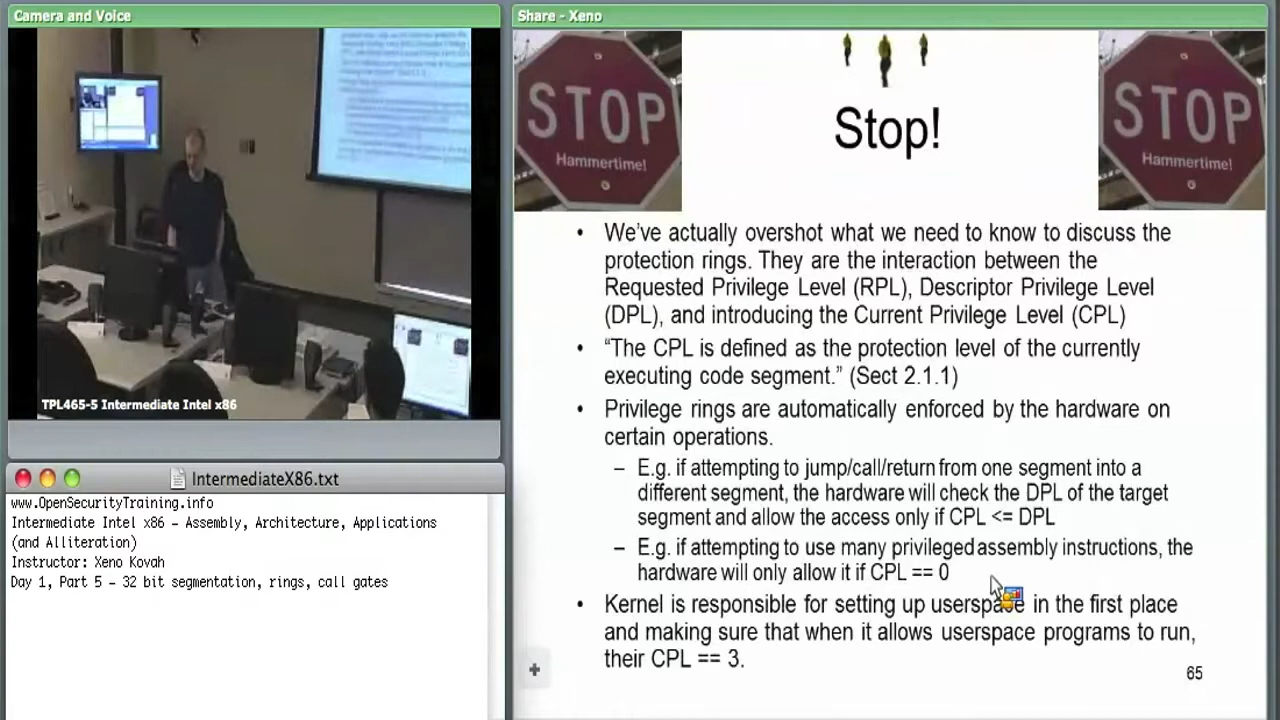 Camera and Voice
TPL465-5 Intermediate Intel x86
IntermediateX86.txt
www.OpenSecurityTraining.info
Intermediate Intel x86 – Assembly, Architecture, Applications
(and Alliteration)
Instructor: Xeno Kovah
Day 1, Part 5 – 32 bit segmentation, rings, call gates
Share - Xeno
STOP
Hammertime!
Stop!
STOP
Hammertime!
• We've actually overshot what we need to know to discuss the
protection rings. They are the interaction between the
Requested Privilege Level (RPL), Descriptor Privilege Level
(DPL), and introducing the Current Privilege Level (CPL)
• “The CPL is defined as the protection level of the currently
executing code segment.” (Sect 2.1.1)
• Privilege rings are automatically enforced by the hardware on
certain operations.
– E.g. if attempting to jump/call/return from one segment into a
different segment, the hardware will check the DPL of the target
segment and allow the access only if CPL <= DPL
– E.g. if attempting to use many privileged assembly instructions, the
hardware will only allow it if CPL == 0
• Kernel is responsible for setting up userspace in the first place
and making sure that when it allows userspace programs to run,
their CPL == 3.
65